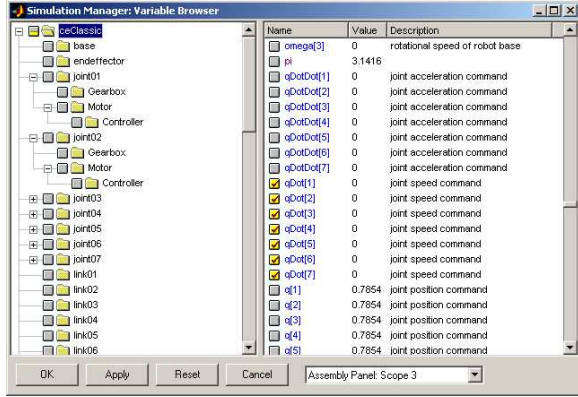 Simulation Manager: Variable Browser
ceClassic
base
endeffector
joint01
Gearbox
Motor
Controller
joint02
Gearbox
Motor
Controller
joint03
joint04
joint05
joint06
joint07
link01
link02
link03
link04
link05
link06
Name Value Description
omega[3] 0 rotational speed of robot base
pi 3.1416
qDotDot[1] 0 joint acceleration command
qDotDot[2] 0 joint acceleration command
qDotDot[3] 0 joint acceleration command
qDotDot[4] 0 joint acceleration command
qDotDot[5] 0 joint acceleration command
qDotDot[6] 0 joint acceleration command
qDotDot[7] 0 joint acceleration command
qDot[1] 0 joint speed command
qDot[2] 0 joint speed command
qDot[3] 0 joint speed command
qDot[4] 0 joint speed command
qDot[5] 0 joint speed command
qDot[6] 0 joint speed command
qDot[7] 0 joint speed command
q[1] 0.7854 joint position command
q[2] 0.7854 joint position command
q[3] 0.7854 joint position command
q[4] 0.7854 joint position command
q[5] 0.7854 joint position command
OK Apply Reset Cancel Assembly Panel: Scope 3